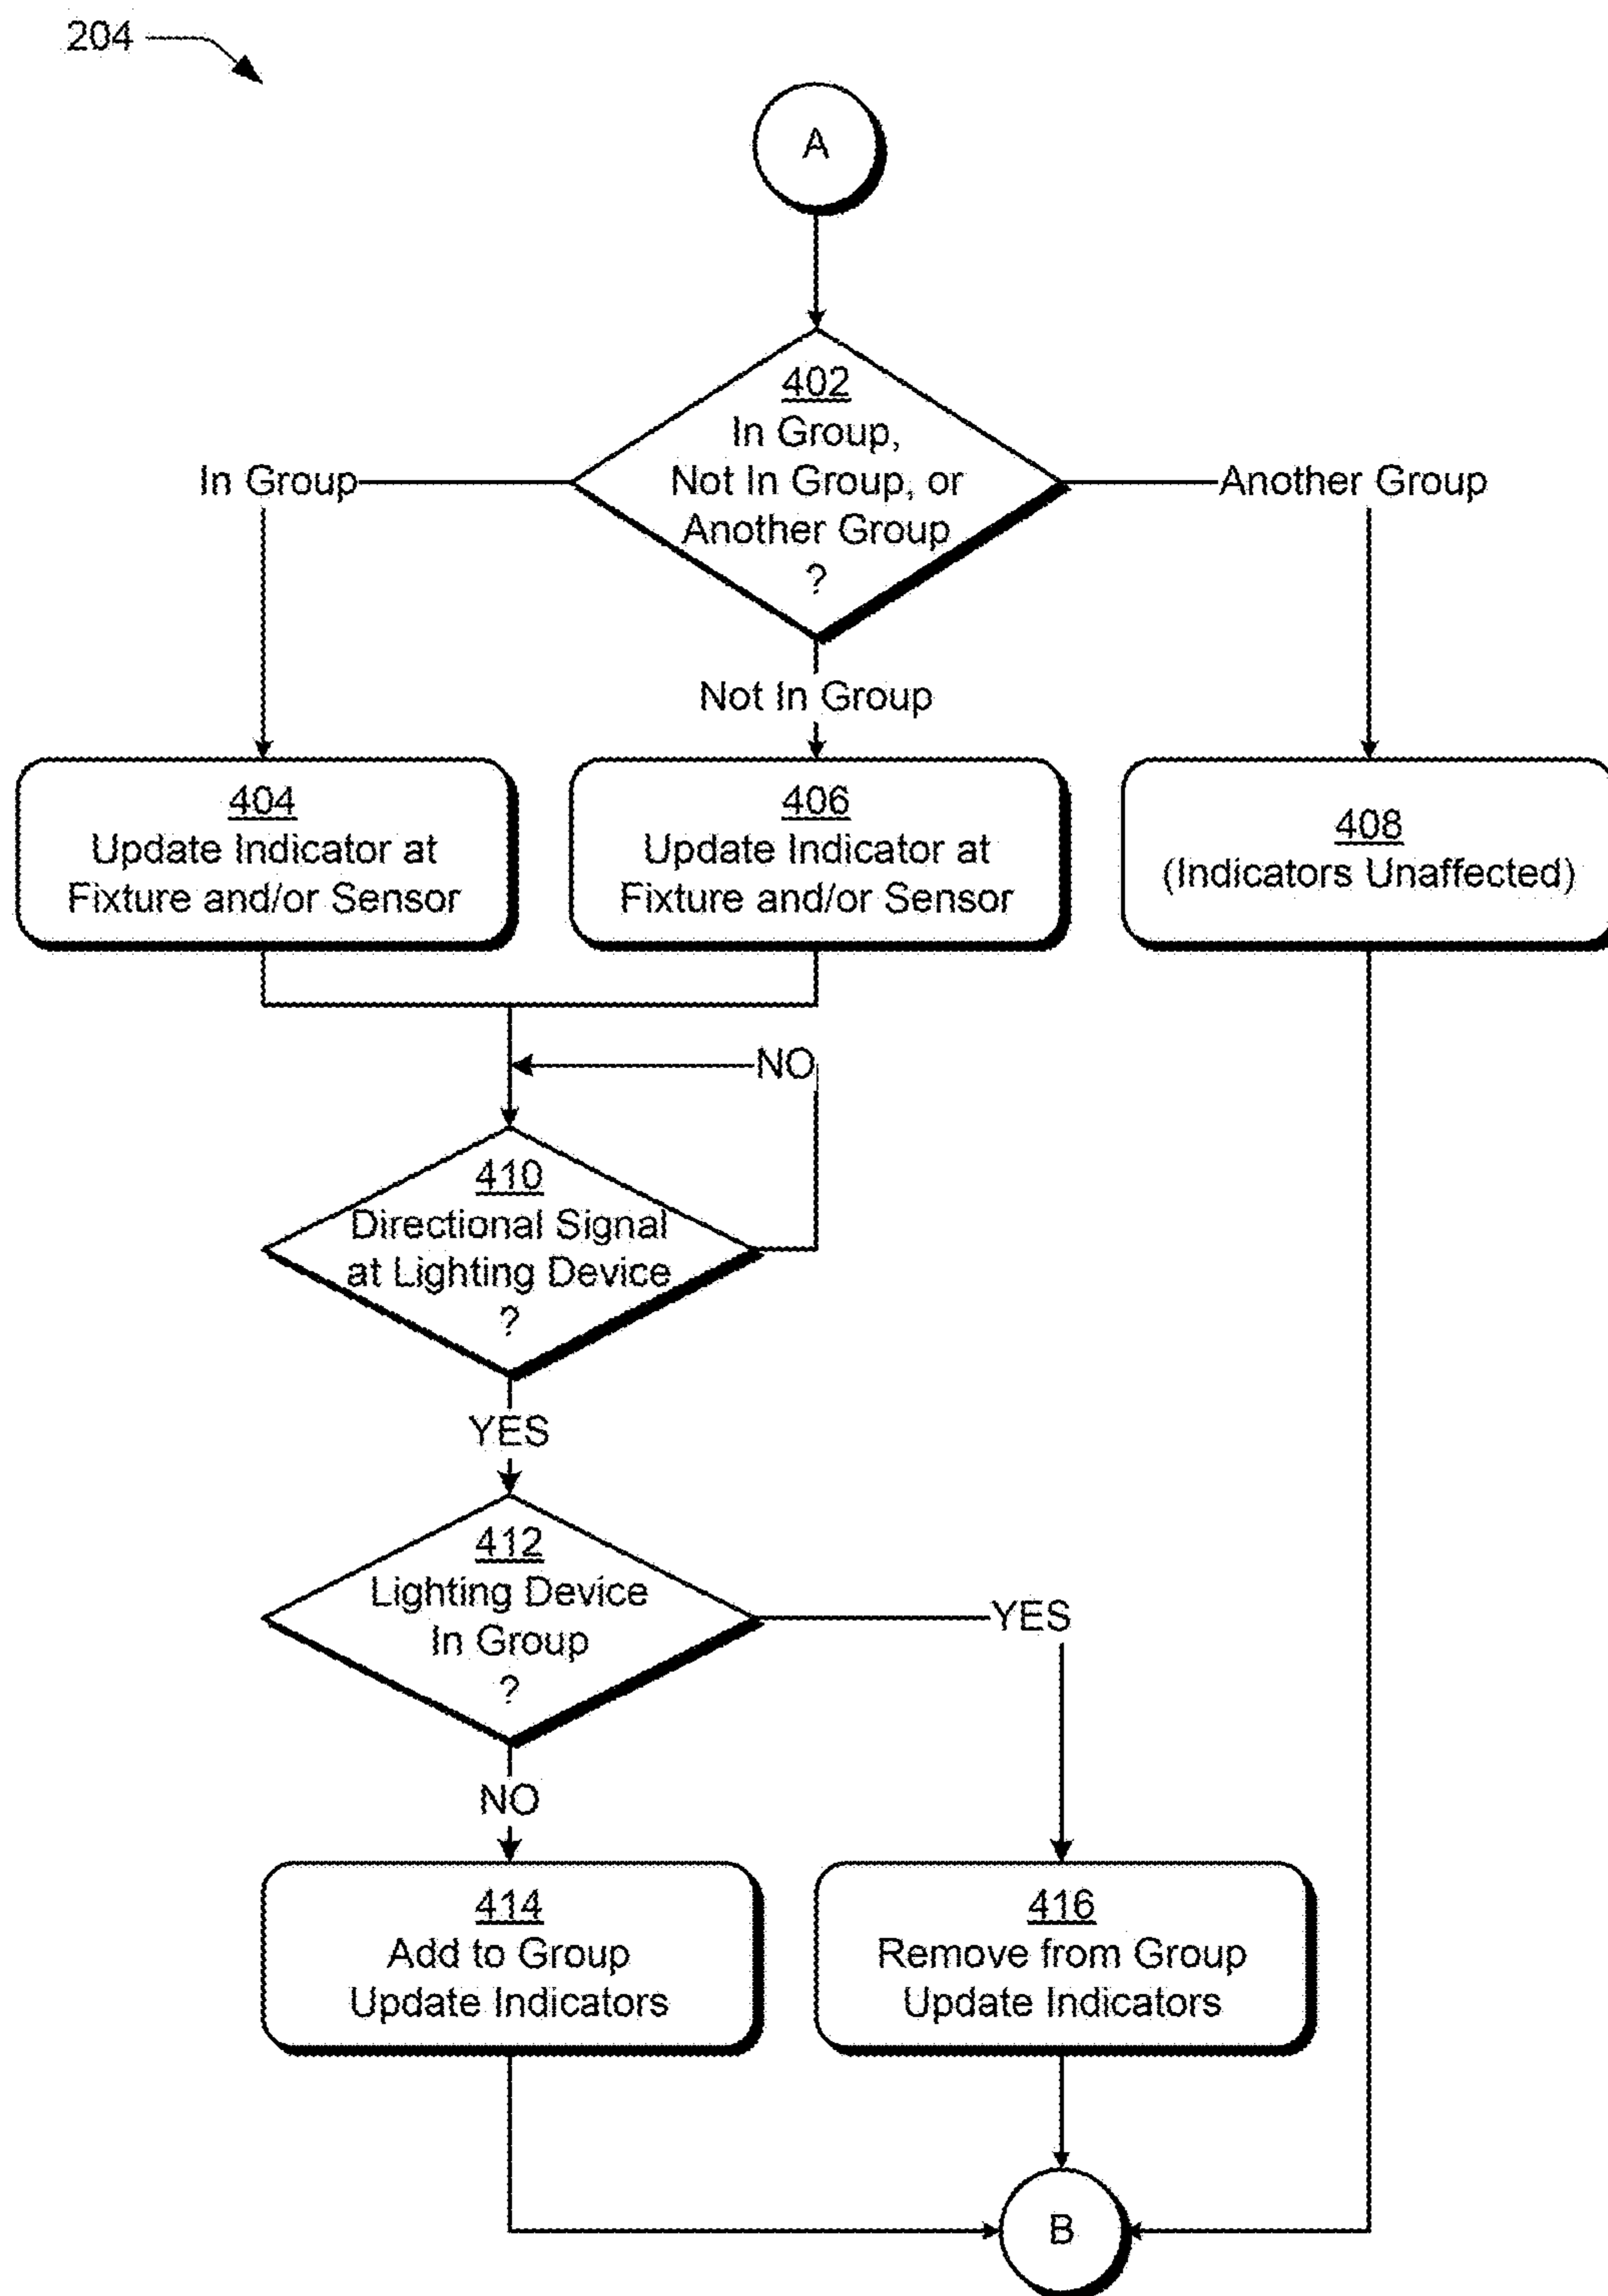 204
A
402
In Group,
Not In Group, or
Another Group
?
In Group
Another Group
Not In Group
404
Update Indicator at
Fixture and/or Sensor
406
Update Indicator at
Fixture and/or Sensor
408
(Indicators Unaffected)
NO
410
Directional Signal
at Lighting Device
?
YES
412
Lighting Device
In Group
?
YES
NO
414
Add to Group
Update Indicators
416
Remove from Group
Update Indicators
B